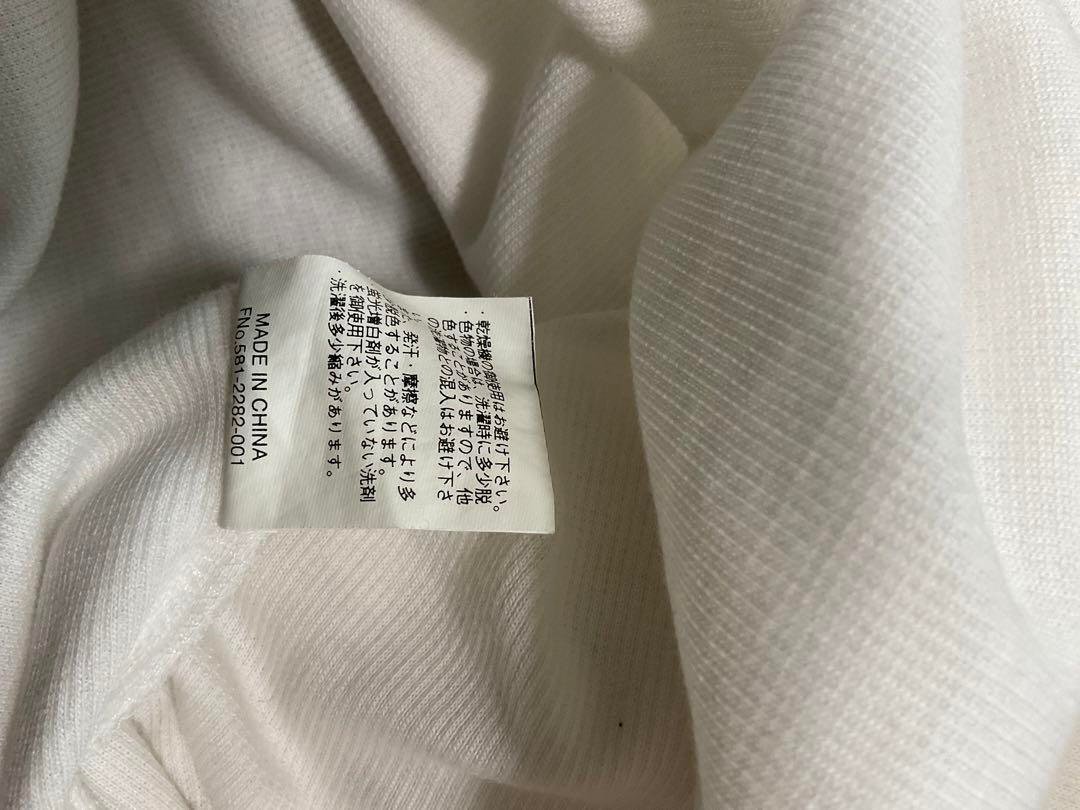 ・乾燥機の御使用はお避け下さい。
・色物の場合は、洗濯時に多少脱
色することがありますので、他
の洗濯物との混入はお避け下さ
い。
発汗・摩擦などにより多
少脱色することがあります。
蛍光増白剤が入っていない洗剤
を御使用下さい。
・洗濯後多少縮みがあります。
MADE IN CHINA
FNo.581-2282-001